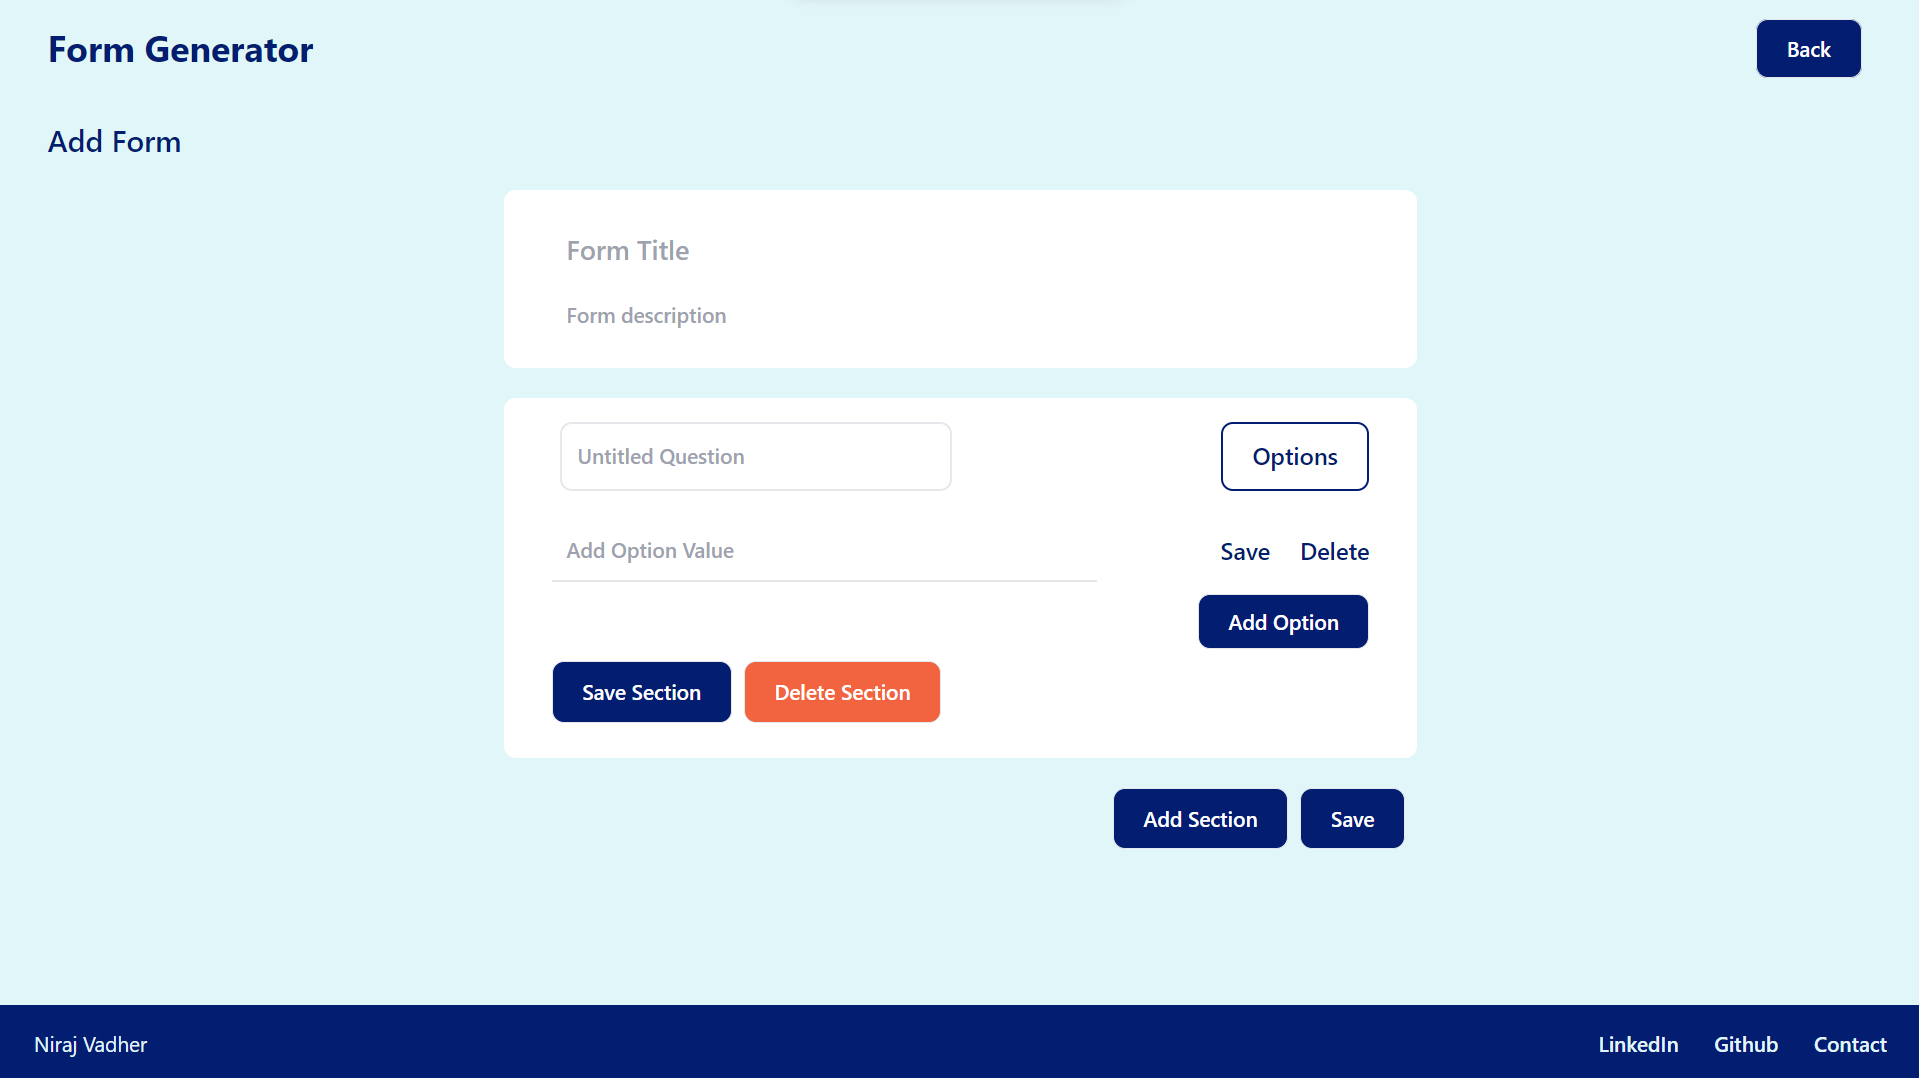 Form Generator
Back
Add Form
Form Title
Form description
Untitled Question
Options
Add Option Value
Save Delete
Add Option
Save Section
Delete Section
Add Section
Save
Niraj Vadher
LinkedIn Github Contact